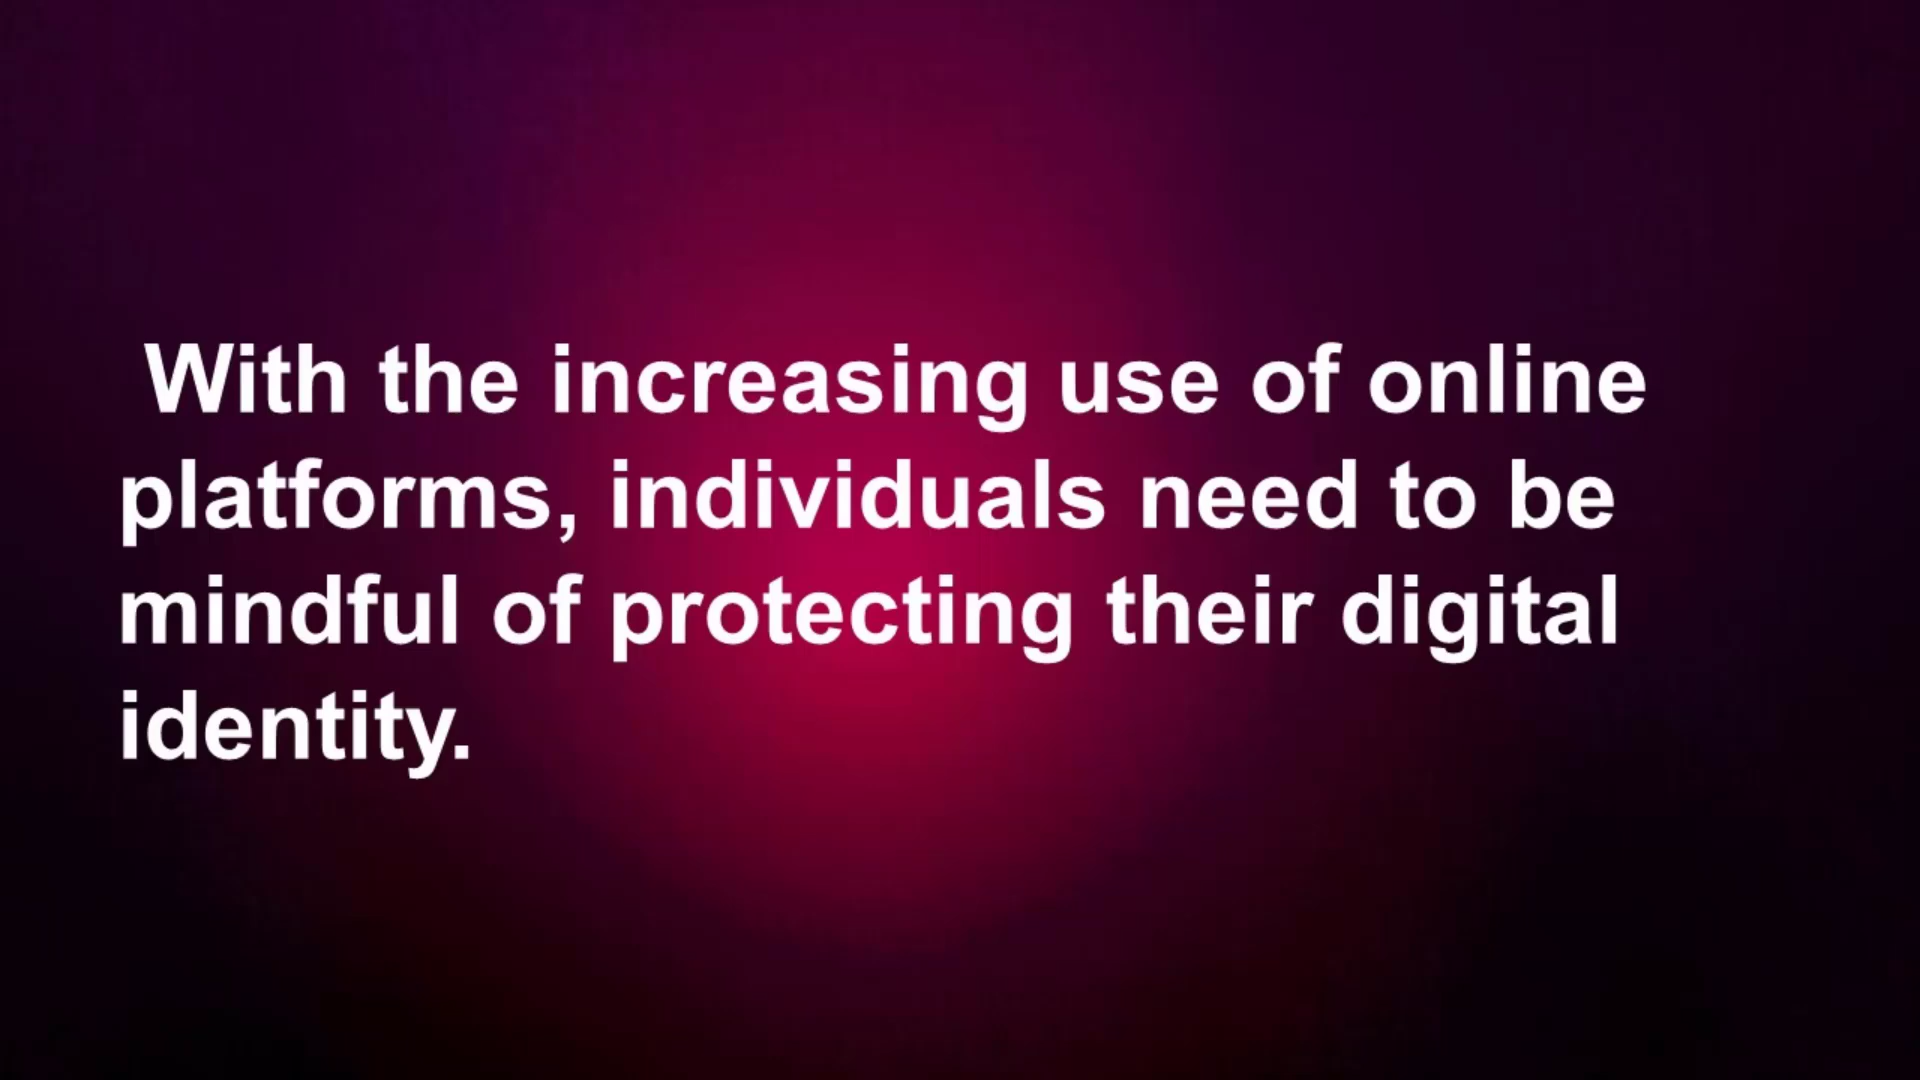 With the increasing use of online
platforms, individuals need to be
mindful of protecting their digital
identity.